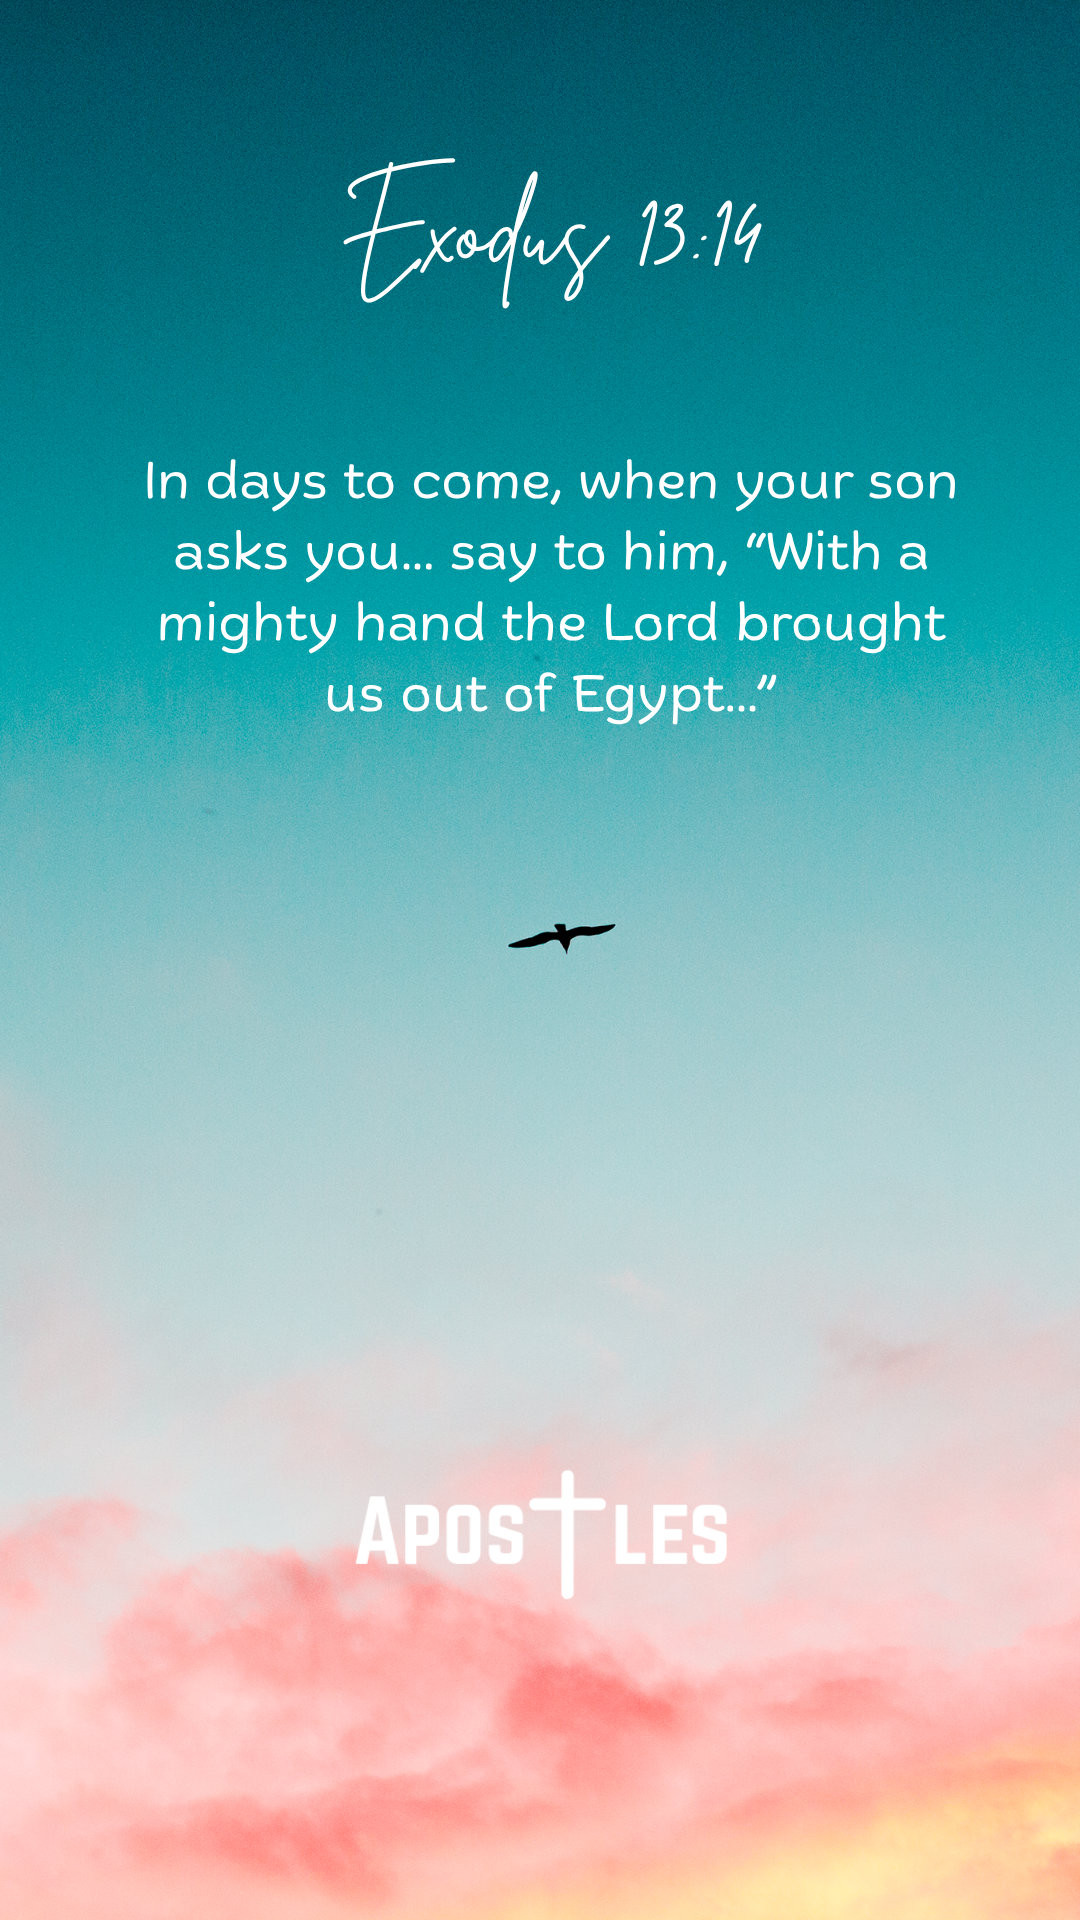 Exodus 13:14
In days to come, when your son
asks you... say to him, “With a
mighty hand the Lord brought
us out of Egypt...”
APOSTLES